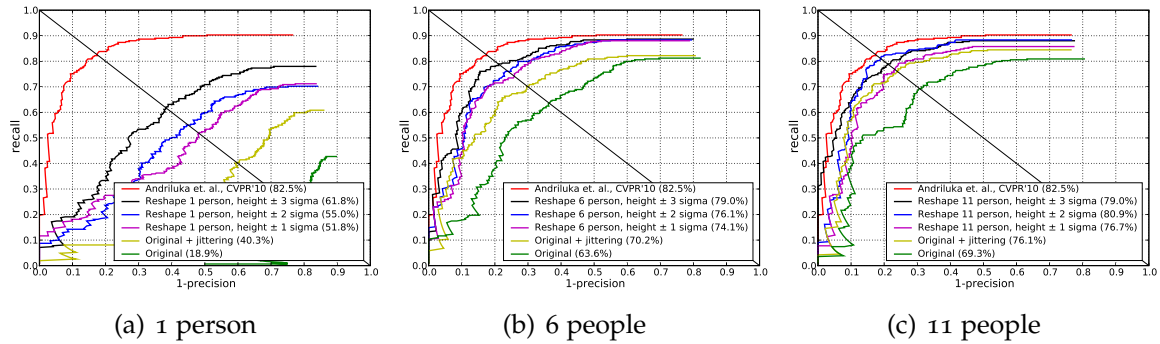 1.0
0.9
0.8
0.7
0.6
0.5
0.4
0.3
0.2
0.1
0.0
recall
0.0 0.1 0.2 0.3 0.4 0.5 0.6 0.7 0.8 0.9 1.0
1-precision
Andriluka et. al., CVPR'10 (82.5%)
Reshape 1 person, height ± 3 sigma (61.8%)
Reshape 1 person, height ± 2 sigma (55.0%)
Reshape 1 person, height ± 1 sigma (51.8%)
Original + jittering (40.3%)
Original (18.9%)
(a) 1 person
1.0
0.9
0.8
0.7
0.6
0.5
0.4
0.3
0.2
0.1
0.0
recall
0.0 0.1 0.2 0.3 0.4 0.5 0.6 0.7 0.8 0.9 1.0
1-precision
Andriluka et. al., CVPR'10 (82.5%)
Reshape 6 person, height ± 3 sigma (79.0%)
Reshape 6 person, height ± 2 sigma (76.1%)
Reshape 6 person, height ± 1 sigma (74.1%)
Original + jittering (70.2%)
Original (63.6%)
(b) 6 people
1.0
0.9
0.8
0.7
0.6
0.5
0.4
0.3
0.2
0.1
0.0
recall
0.0 0.1 0.2 0.3 0.4 0.5 0.6 0.7 0.8 0.9 1.0
1-precision
Andriluka et. al., CVPR'10 (82.5%)
Reshape 11 person, height ± 3 sigma (79.0%)
Reshape 11 person, height ± 2 sigma (80.9%)
Reshape 11 person, height ± 1 sigma (76.7%)
Original + jittering (76.1%)
Original (69.3%)
(c) 11 people